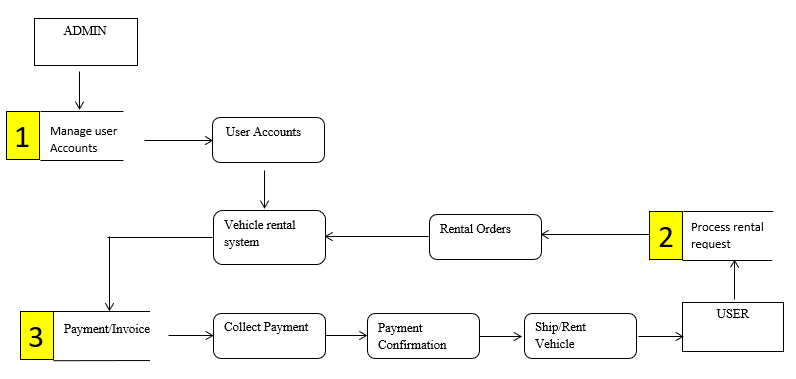 ADMIN
1
Manage user
Accounts
User Accounts
Vehicle rental
system
Rental Orders
2
Process rental
request
3
Payment/Invoice
Collect Payment
Payment
Confirmation
Ship/Rent
Vehicle
USER